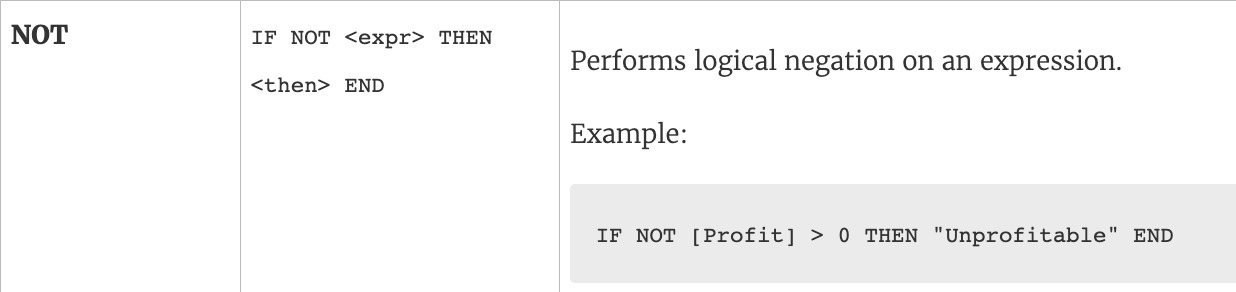 NOT
IF NOT <expr> THEN
<then> END
Performs logical negation on an expression.
Example:
IF NOT [Profit] > 0 THEN "Unprofitable" END